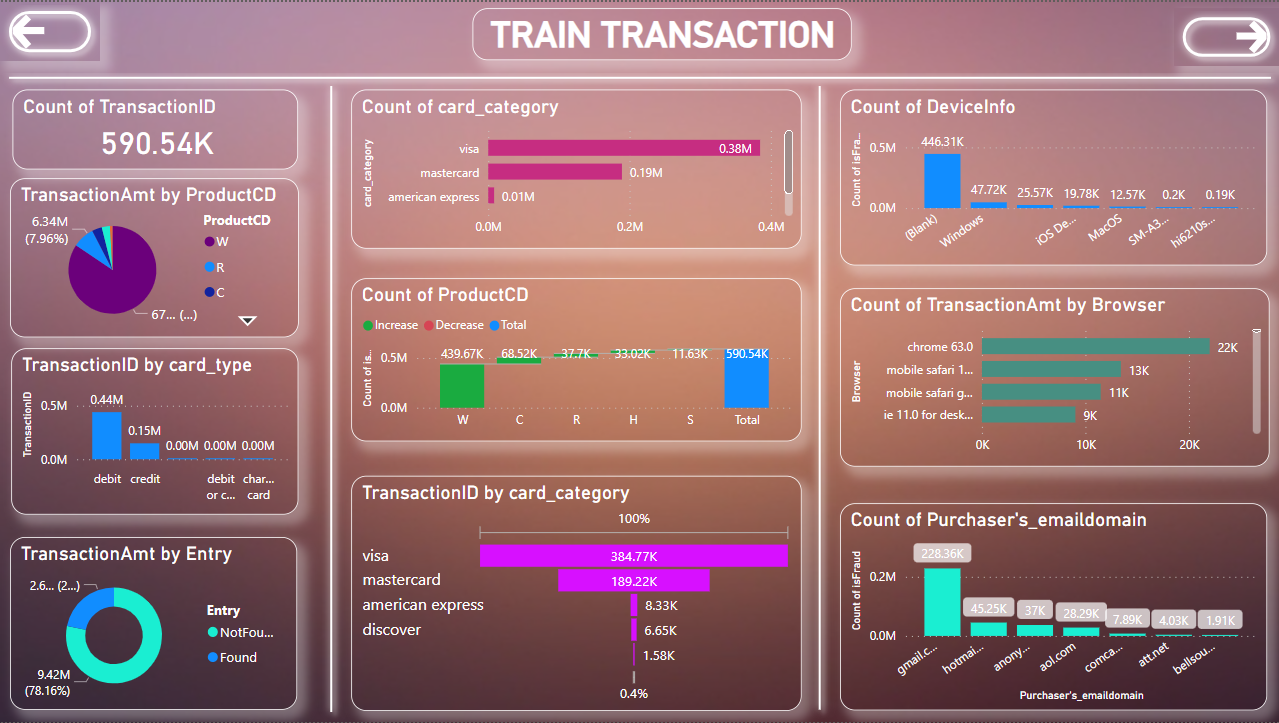 TRAIN TRANSACTION
Count of TransactionID
590.54K
TransactionAmt by ProductCD
6.34M
(7.96%)
67... (...)
ProductCD
W
R
C
TransactionID by card_type
TransactionID
0.5M
0.0M
0.44M
0.15M
0.00M
0.00M
0.00M
debit
credit
debit
or c...
char...
card
TransactionAmt by Entry
2.6... (2...)
9.42M
(78.16%)
Entry
NotFou...
Found
Count of card_category
card_category
visa
0.38M
mastercard
0.19M
american express
0.01M
0.0M
0.2M
0.4M
Count of ProductCD
Increase
Decrease
Total
Count of is...
0.5M
0.0M
439.67K
68.52K
37.7K
33.02K
11.63K
590.54K
W
C
R
H
S
Total
TransactionID by card_category
100%
visa
384.77K
mastercard
189.22K
american express
8.33K
discover
6.65K
1.58K
0.4%
Count of DeviceInfo
Count of isFra...
0.5M
0.0M
446.31K
47.72K
25.57K
19.78K
12.57K
0.2K
0.19K
(Blank)
Windows
iOS De...
MacOS
SM-A3...
hi6210s...
Count of TransactionAmt by Browser
Browser
chrome 63.0
22K
mobile safari 1...
13K
mobile safari g...
11K
ie 11.0 for desk...
9K
0K
10K
20K
Count of Purchaser's_emaildomain
Count of isFraud
0.2M
0.0M
228.36K
45.25K
37K
28.29K
7.89K
4.03K
1.91K
gmail.c...
hotmai...
anony...
aol.com
comca...
att.net
bellsou...
Purchaser's_emaildomain